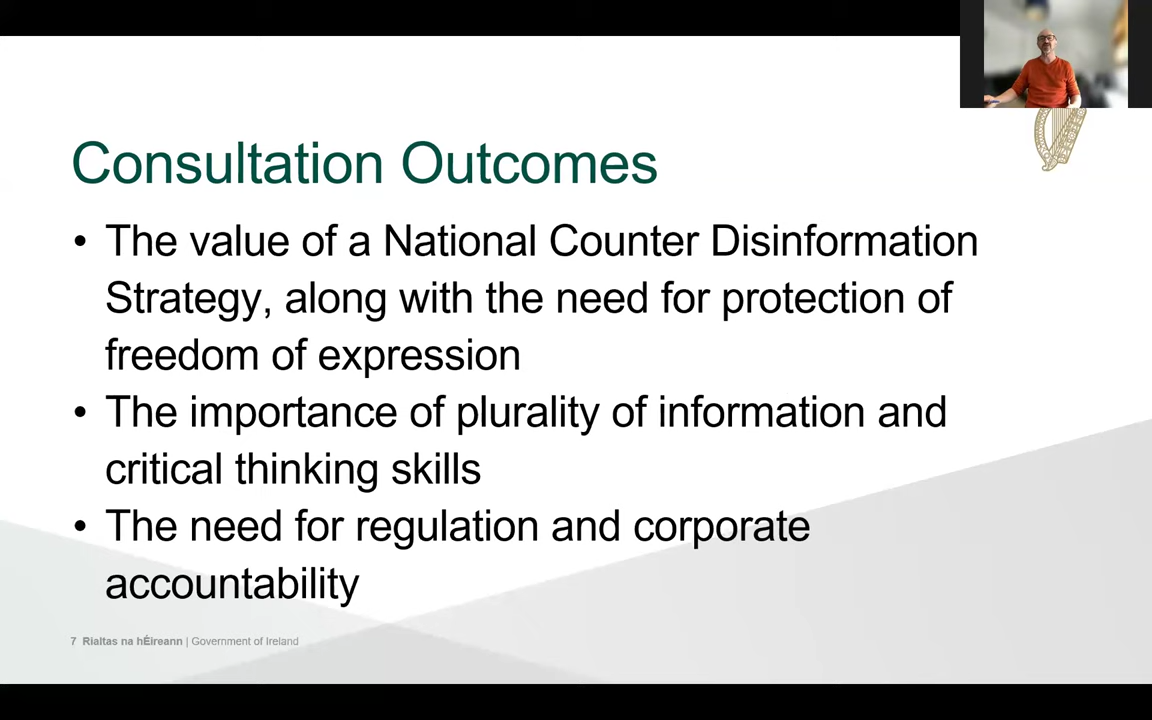 Consultation Outcomes
• The value of a National Counter Disinformation
Strategy, along with the need for protection of
freedom of expression
• The importance of plurality of information and
critical thinking skills
• The need for regulation and corporate
accountability
7 Rialtas na hÉireann | Government of Ireland